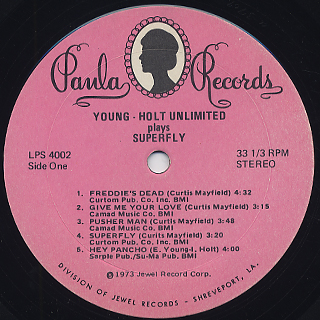 Paula Records
YOUNG - HOLT UNLIMITED
plays
SUPERFLY
LPS 4002
Side One
33 1/3 RPM
STEREO
1. FREDDIE'S DEAD (Curtis Mayfield) 4:32
Curtom Pub. Co. Inc. BMI
2. GIVE ME YOUR LOVE (Curtis Mayfield) 3:15
Camad Music Co. BMI
3. PUSHER MAN (Curtis Mayfield) 3:48
Camad Music Co. BMI
4. SUPERFLY (Curits Mayfield) 3:20
Curtom Pub. Co. Inc. BMI
5. HEY PANCHO (E. Young-I. Holt) 4:00
Serple Pub./Su-Ma Pub. BMI
©1973 Jewel Record Corp.
DIVISION OF JEWEL RECORDS - SHREVEPORT, LA.